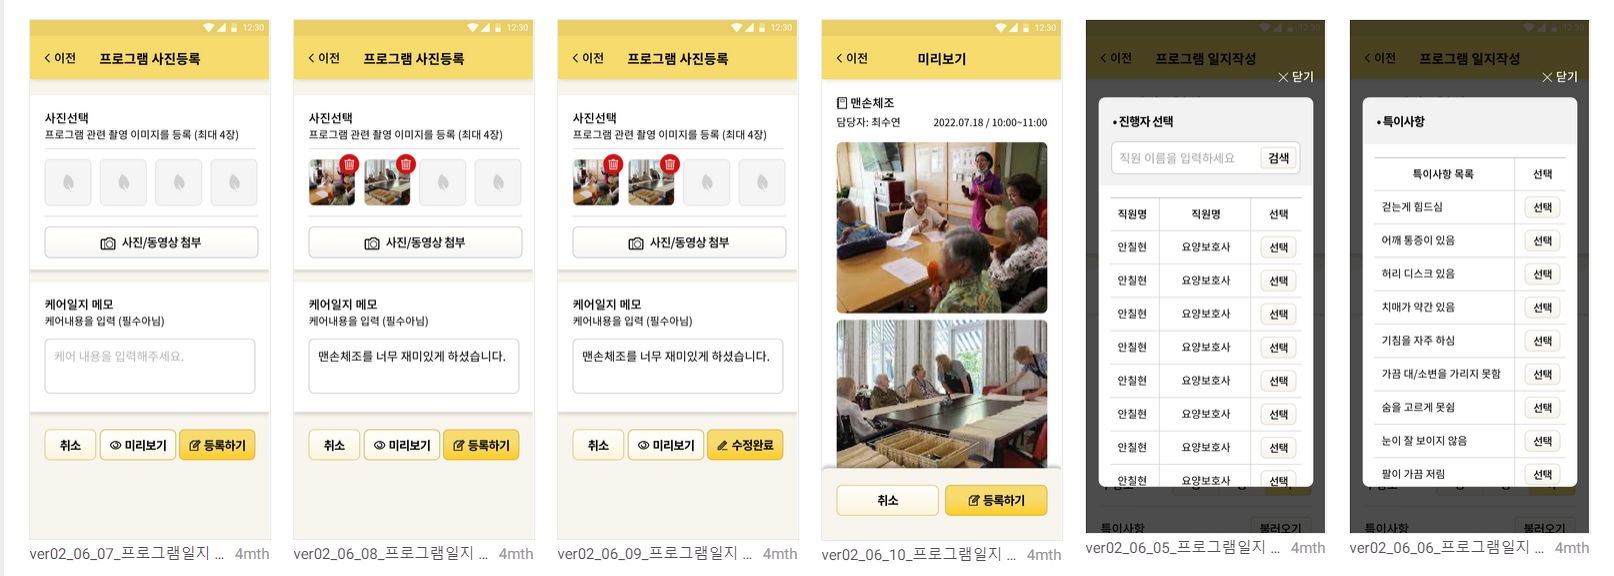 12:30
이전
프로그램 사진등록
사진선택
프로그램 관련 촬영 이미지를 등록 (최대 4장)
사진/동영상 첨부
케어일지 메모
케어내용을 입력 (필수아님)
케어 내용을 입력해주세요.
취소
미리보기
등록하기
ver02_06_07_프로그램일지 ... 4mth
12:30
이전
프로그램 사진등록
사진선택
프로그램 관련 촬영 이미지를 등록 (최대 4장)
사진/동영상 첨부
케어일지 메모
케어내용을 입력 (필수아님)
맨손체조를 너무 재미있게 하셨습니다.
취소
미리보기
등록하기
ver02_06_08_프로그램일지 ... 4mth
12:30
이전
프로그램 사진등록
사진선택
프로그램 관련 촬영 이미지를 등록 (최대 4장)
사진/동영상 첨부
케어일지 메모
케어내용을 입력 (필수아님)
맨손체조를 너무 재미있게 하셨습니다.
취소
미리보기
수정완료
ver02_06_09_프로그램일지 ... 4mth
12:30
이전
미리보기
맨손체조
담당자: 최수연 2022.07.18 / 10:00~11:00
취소
등록하기
ver02_06_10_프로그램일지 ... 4mth
12:30
이전
프로그램 일지작성
닫기
• 진행자 선택
직원 이름을 입력하세요
검색
직원명 직원명 선택
안칠현 요양보호사 선택
안칠현 요양보호사 선택
안칠현 요양보호사 선택
안칠현 요양보호사 선택
안칠현 요양보호사 선택
안칠현 요양보호사 선택
안칠현 요양보호사 선택
안칠현 요양보호사 선택
특이사항 불러오기
ver02_06_05_프로그램일지 ... 4mth
12:30
이전
프로그램 일지작성
닫기
• 특이사항
특이사항 목록 선택
걷는게 힘드심 선택
어깨 통증이 있음 선택
허리 디스크 있음 선택
치매가 약간 있음 선택
기침을 자주 하심 선택
가끔 대/소변을 가리지 못함 선택
숨을 고르게 못쉼 선택
눈이 잘 보이지 않음 선택
팔이 가끔 저림 선택
특이사항 불러오기
ver02_06_06_프로그램일지 ... 4mth